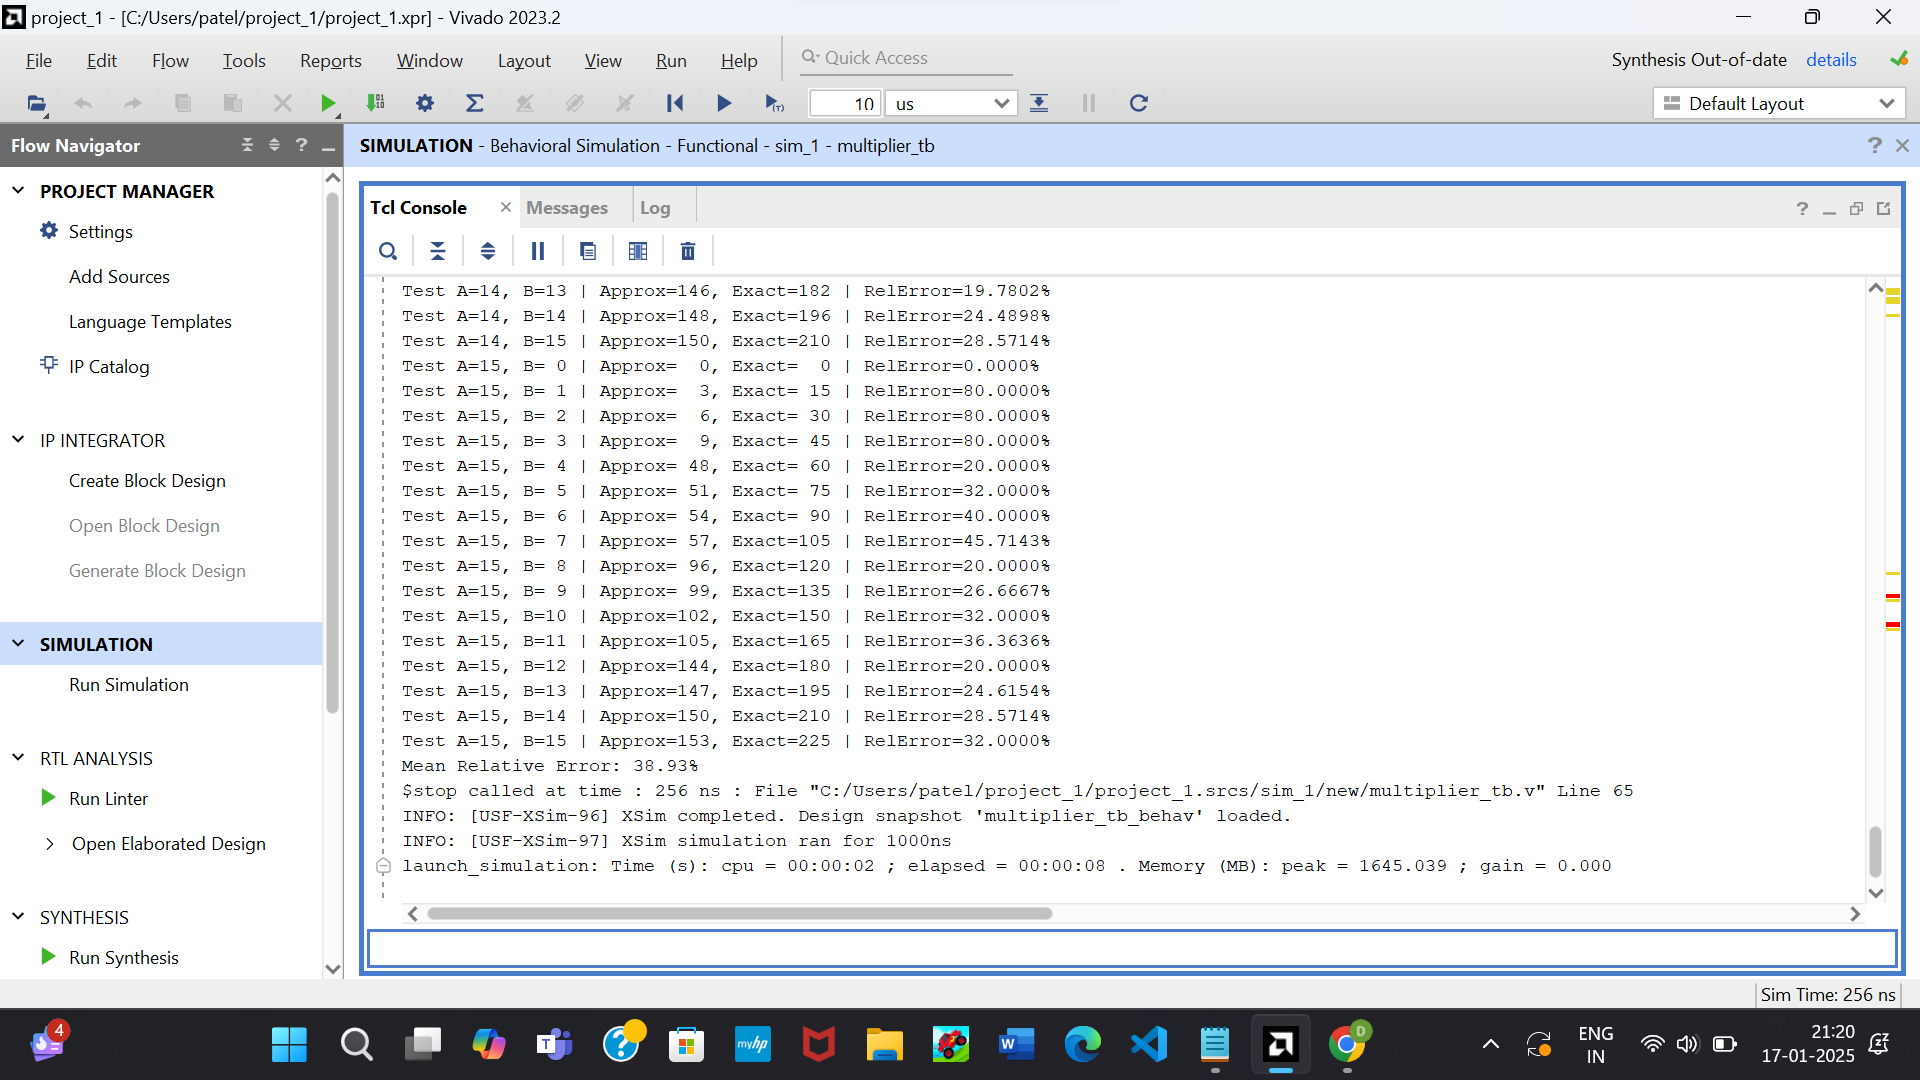 project_1 - [C:/Users/patel/project_1/project_1.xpr] - Vivado 2023.2
File Edit Flow Tools Reports Window Layout View Run Help Quick Access Synthesis Out-of-date details
10 us Default Layout
Flow Navigator
PROJECT MANAGER
Settings
Add Sources
Language Templates
IP Catalog
IP INTEGRATOR
Create Block Design
Open Block Design
Generate Block Design
SIMULATION
Run Simulation
RTL ANALYSIS
Run Linter
Open Elaborated Design
SYNTHESIS
Run Synthesis
SIMULATION - Behavioral Simulation - Functional - sim_1 - multiplier_tb
Tcl Console Messages Log
Test A=14, B=13 | Approx=146, Exact=182 | RelError=19.7802%
Test A=14, B=14 | Approx=148, Exact=196 | RelError=24.4898%
Test A=14, B=15 | Approx=150, Exact=210 | RelError=28.5714%
Test A=15, B= 0 | Approx=  0, Exact=  0 | RelError=0.0000%
Test A=15, B= 1 | Approx=  3, Exact= 15 | RelError=80.0000%
Test A=15, B= 2 | Approx=  6, Exact= 30 | RelError=80.0000%
Test A=15, B= 3 | Approx=  9, Exact= 45 | RelError=80.0000%
Test A=15, B= 4 | Approx= 48, Exact= 60 | RelError=20.0000%
Test A=15, B= 5 | Approx= 51, Exact= 75 | RelError=32.0000%
Test A=15, B= 6 | Approx= 54, Exact= 90 | RelError=40.0000%
Test A=15, B= 7 | Approx= 57, Exact=105 | RelError=45.7143%
Test A=15, B= 8 | Approx= 96, Exact=120 | RelError=20.0000%
Test A=15, B= 9 | Approx= 99, Exact=135 | RelError=26.6667%
Test A=15, B=10 | Approx=102, Exact=150 | RelError=32.0000%
Test A=15, B=11 | Approx=105, Exact=165 | RelError=36.3636%
Test A=15, B=12 | Approx=144, Exact=180 | RelError=20.0000%
Test A=15, B=13 | Approx=147, Exact=195 | RelError=24.6154%
Test A=15, B=14 | Approx=150, Exact=210 | RelError=28.5714%
Test A=15, B=15 | Approx=153, Exact=225 | RelError=32.0000%
Mean Relative Error: 38.93%
$stop called at time : 256 ns : File "C:/Users/patel/project_1/project_1.srcs/sim_1/new/multiplier_tb.v" Line 65
INFO: [USF-XSim-96] XSim completed. Design snapshot 'multiplier_tb_behav' loaded.
INFO: [USF-XSim-97] XSim simulation ran for 1000ns
launch_simulation: Time (s): cpu = 00:00:02 ; elapsed = 00:00:08 . Memory (MB): peak = 1645.039 ; gain = 0.000
Sim Time: 256 ns
4
myhp
D
ENG
IN
21:20
17-01-2025